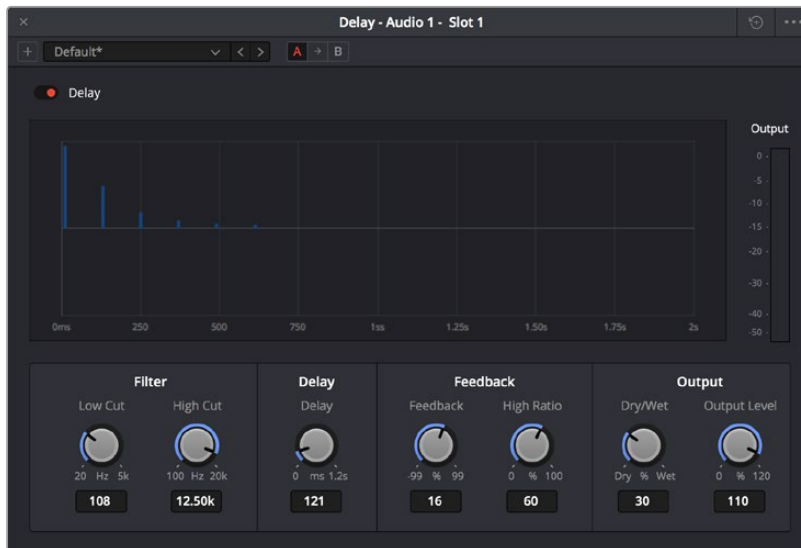 Delay - Audio 1 - Slot 1
Default*
A
B
Delay
Output
0
-5
-10
-15
-20
-30
-40
-50
0ms 250 500 750 1ss 1.25s 1.50s 1.75s 2s
Filter Delay Feedback Output
Low Cut High Cut Delay Feedback High Ratio Dry/Wet Output Level
20 Hz 5k 100 Hz 20k 0 ms 1.2s -99 % 99 0 % 100 Dry % Wet 0 % 120
108 12.50k 121 16 60 30 110